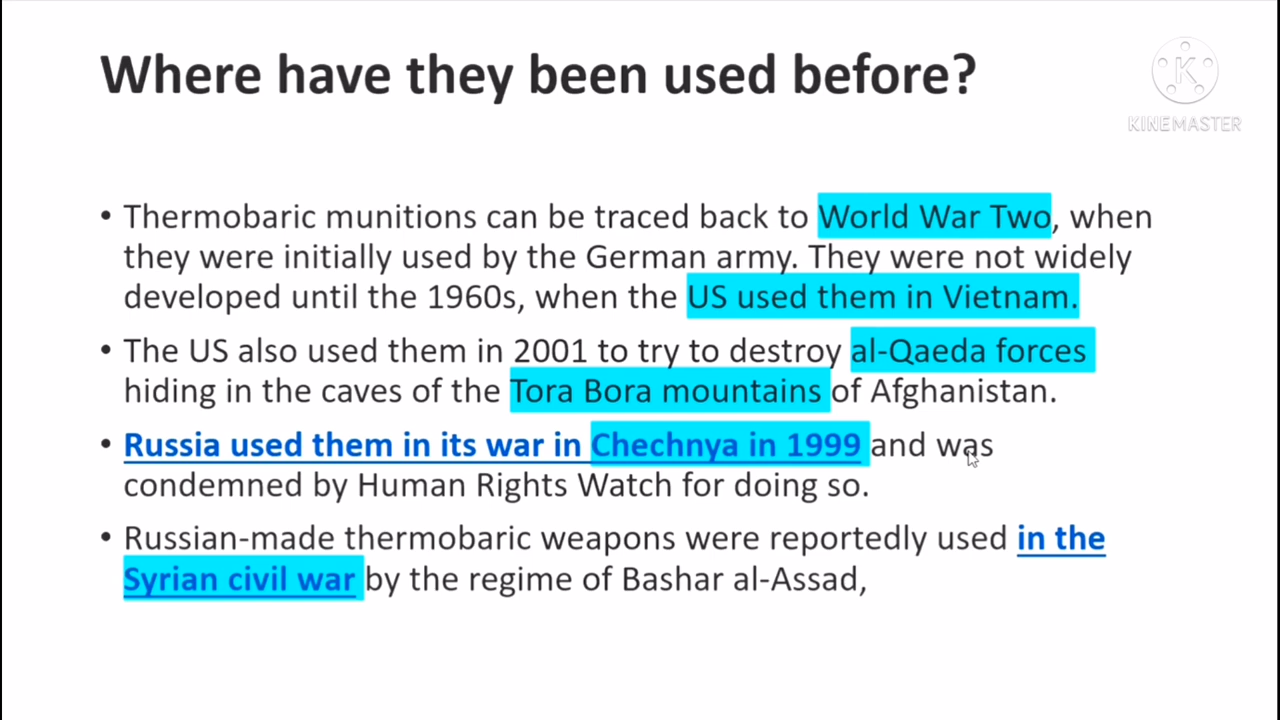 Where have they been used before?
K
KINEMASTER
• Thermobaric munitions can be traced back to World War Two, when
they were initially used by the German army. They were not widely
developed until the 1960s, when the US used them in Vietnam.
• The US also used them in 2001 to try to destroy al-Qaeda forces
hiding in the caves of the Tora Bora mountains of Afghanistan.
• Russia used them in its war in Chechnya in 1999 and was
condemned by Human Rights Watch for doing so.
• Russian-made thermobaric weapons were reportedly used in the
Syrian civil war by the regime of Bashar al-Assad,